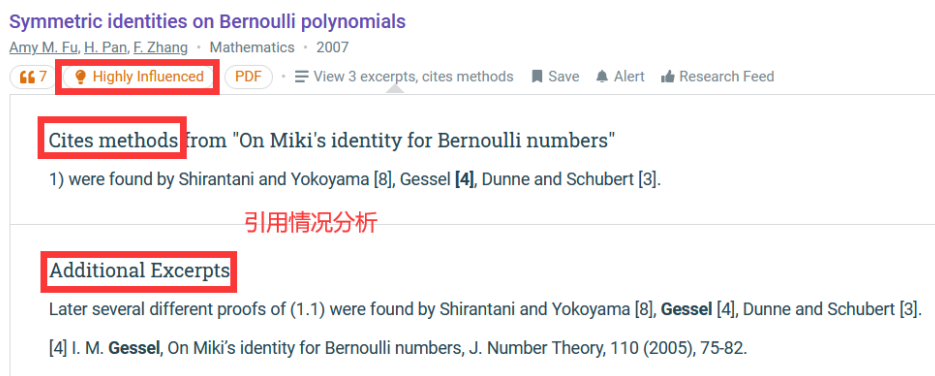 Symmetric identities on Bernoulli polynomials
Amy M. Fu, H. Pan, F. Zhang · Mathematics · 2007
7 Highly Influenced PDF · View 3 excerpts, cites methods Save Alert Research Feed
Cites methods from "On Miki's identity for Bernoulli numbers"
1) were found by Shirantani and Yokoyama [8], Gessel [4], Dunne and Schubert [3].
引用情况分析
Additional Excerpts
Later several different proofs of (1.1) were found by Shirantani and Yokoyama [8], Gessel [4], Dunne and Schubert [3].
[4] I. M. Gessel, On Miki’s identity for Bernoulli numbers, J. Number Theory, 110 (2005), 75-82.